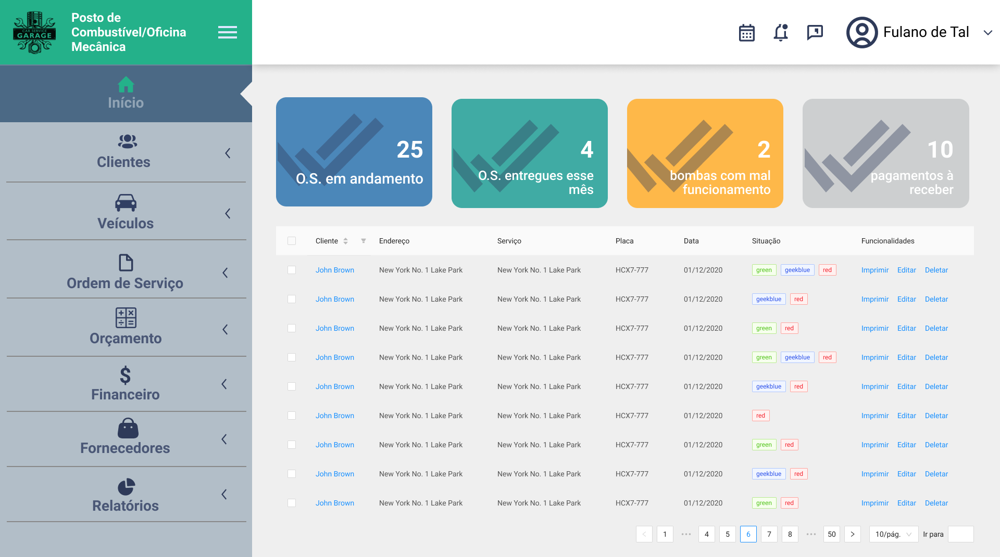 CAR SERVICE
GARAGE
Posto de
Combustível/Oficina
Mecânica
Fulano de Tal
Início
Clientes
Veículos
Ordem de Serviço
Orçamento
Financeiro
Fornecedores
Relatórios
25
O.S. em andamento
4
O.S. entregues esse
mês
2
bombas com mal
funcionamento
10
pagamentos à
receber
Cliente Endereço Serviço Placa Data Situação Funcionalidades
John Brown New York No. 1 Lake Park New York No. 1 Lake Park HCX7-777 01/12/2020 green geekblue red Imprimir Editar Deletar
John Brown New York No. 1 Lake Park New York No. 1 Lake Park HCX7-777 01/12/2020 geekblue red Imprimir Editar Deletar
John Brown New York No. 1 Lake Park New York No. 1 Lake Park HCX7-777 01/12/2020 green red Imprimir Editar Deletar
John Brown New York No. 1 Lake Park New York No. 1 Lake Park HCX7-777 01/12/2020 green geekblue red Imprimir Editar Deletar
John Brown New York No. 1 Lake Park New York No. 1 Lake Park HCX7-777 01/12/2020 geekblue red Imprimir Editar Deletar
John Brown New York No. 1 Lake Park New York No. 1 Lake Park HCX7-777 01/12/2020 red Imprimir Editar Deletar
John Brown New York No. 1 Lake Park New York No. 1 Lake Park HCX7-777 01/12/2020 green red Imprimir Editar Deletar
John Brown New York No. 1 Lake Park New York No. 1 Lake Park HCX7-777 01/12/2020 geekblue red Imprimir Editar Deletar
John Brown New York No. 1 Lake Park New York No. 1 Lake Park HCX7-777 01/12/2020 green red Imprimir Editar Deletar
1 ••• 4 5 6 7 8 ••• 50 10/pág. Ir para